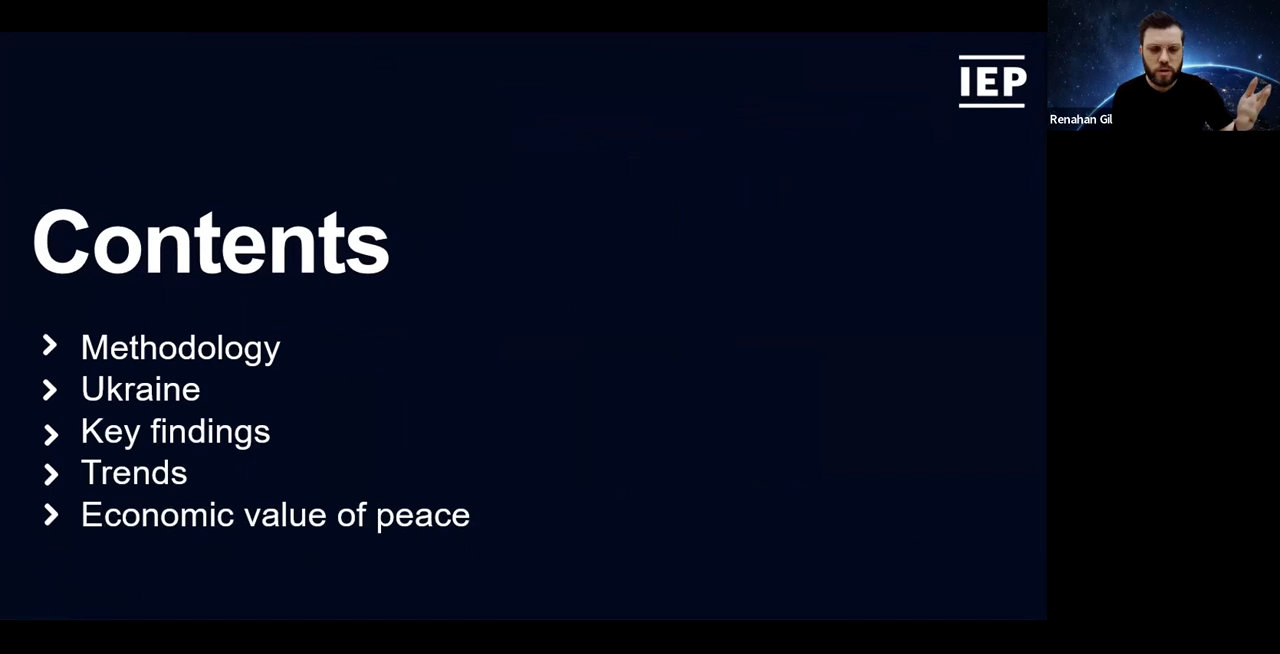 IEP
Renahan Gil
Contents
Methodology
Ukraine
Key findings
Trends
Economic value of peace